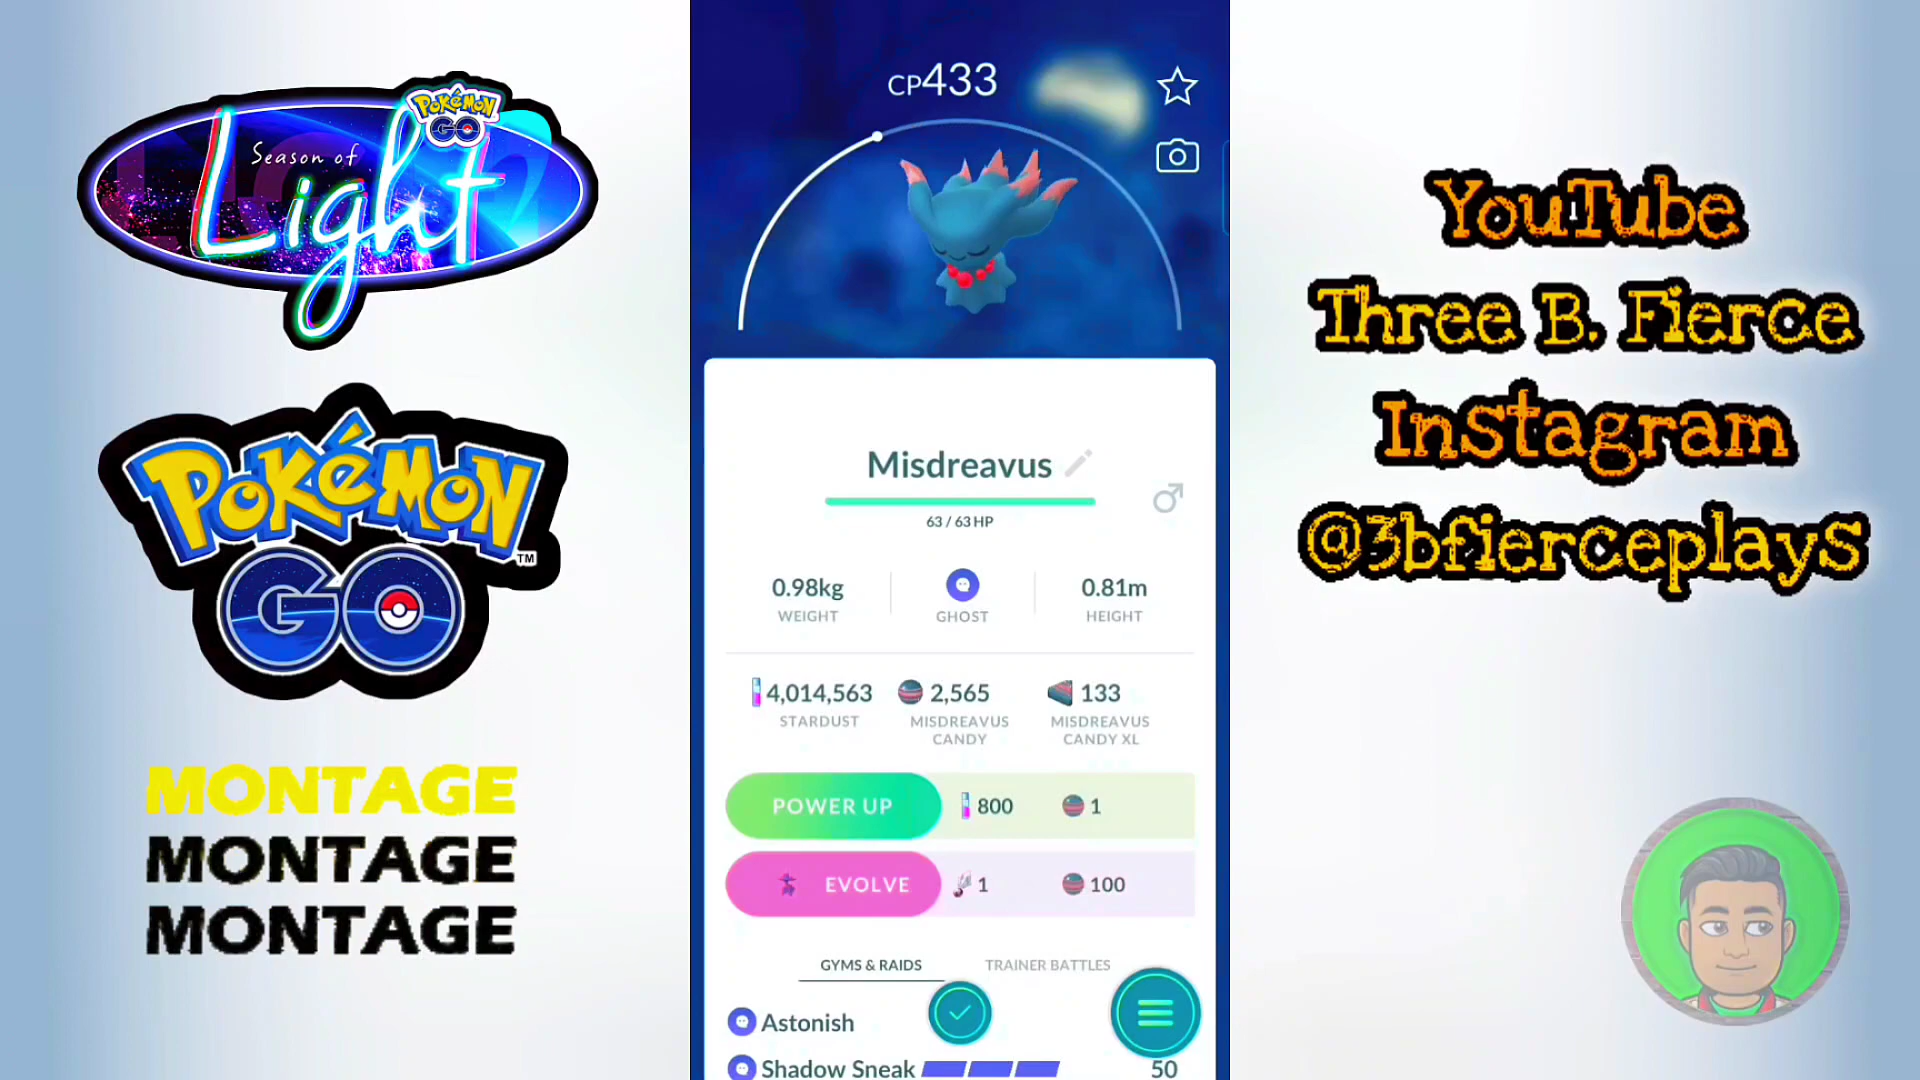 Pokémon
GO
Season of
Light
POKÉMON
GO
TM
MONTAGE
MONTAGE
MONTAGE
CP433
Misdreavus
63 / 63 HP
0.98kg
WEIGHT
GHOST
0.81m
HEIGHT
4,014,563
STARDUST
2,565
MISDREAVUS
CANDY
133
MISDREAVUS
CANDY XL
POWER UP 800 1
EVOLVE 1 100
GYMS & RAIDS TRAINER BATTLES
Astonish
Shadow Sneak 50
YouTube
Three B. Fierce
Instagram
@3bfierceplays